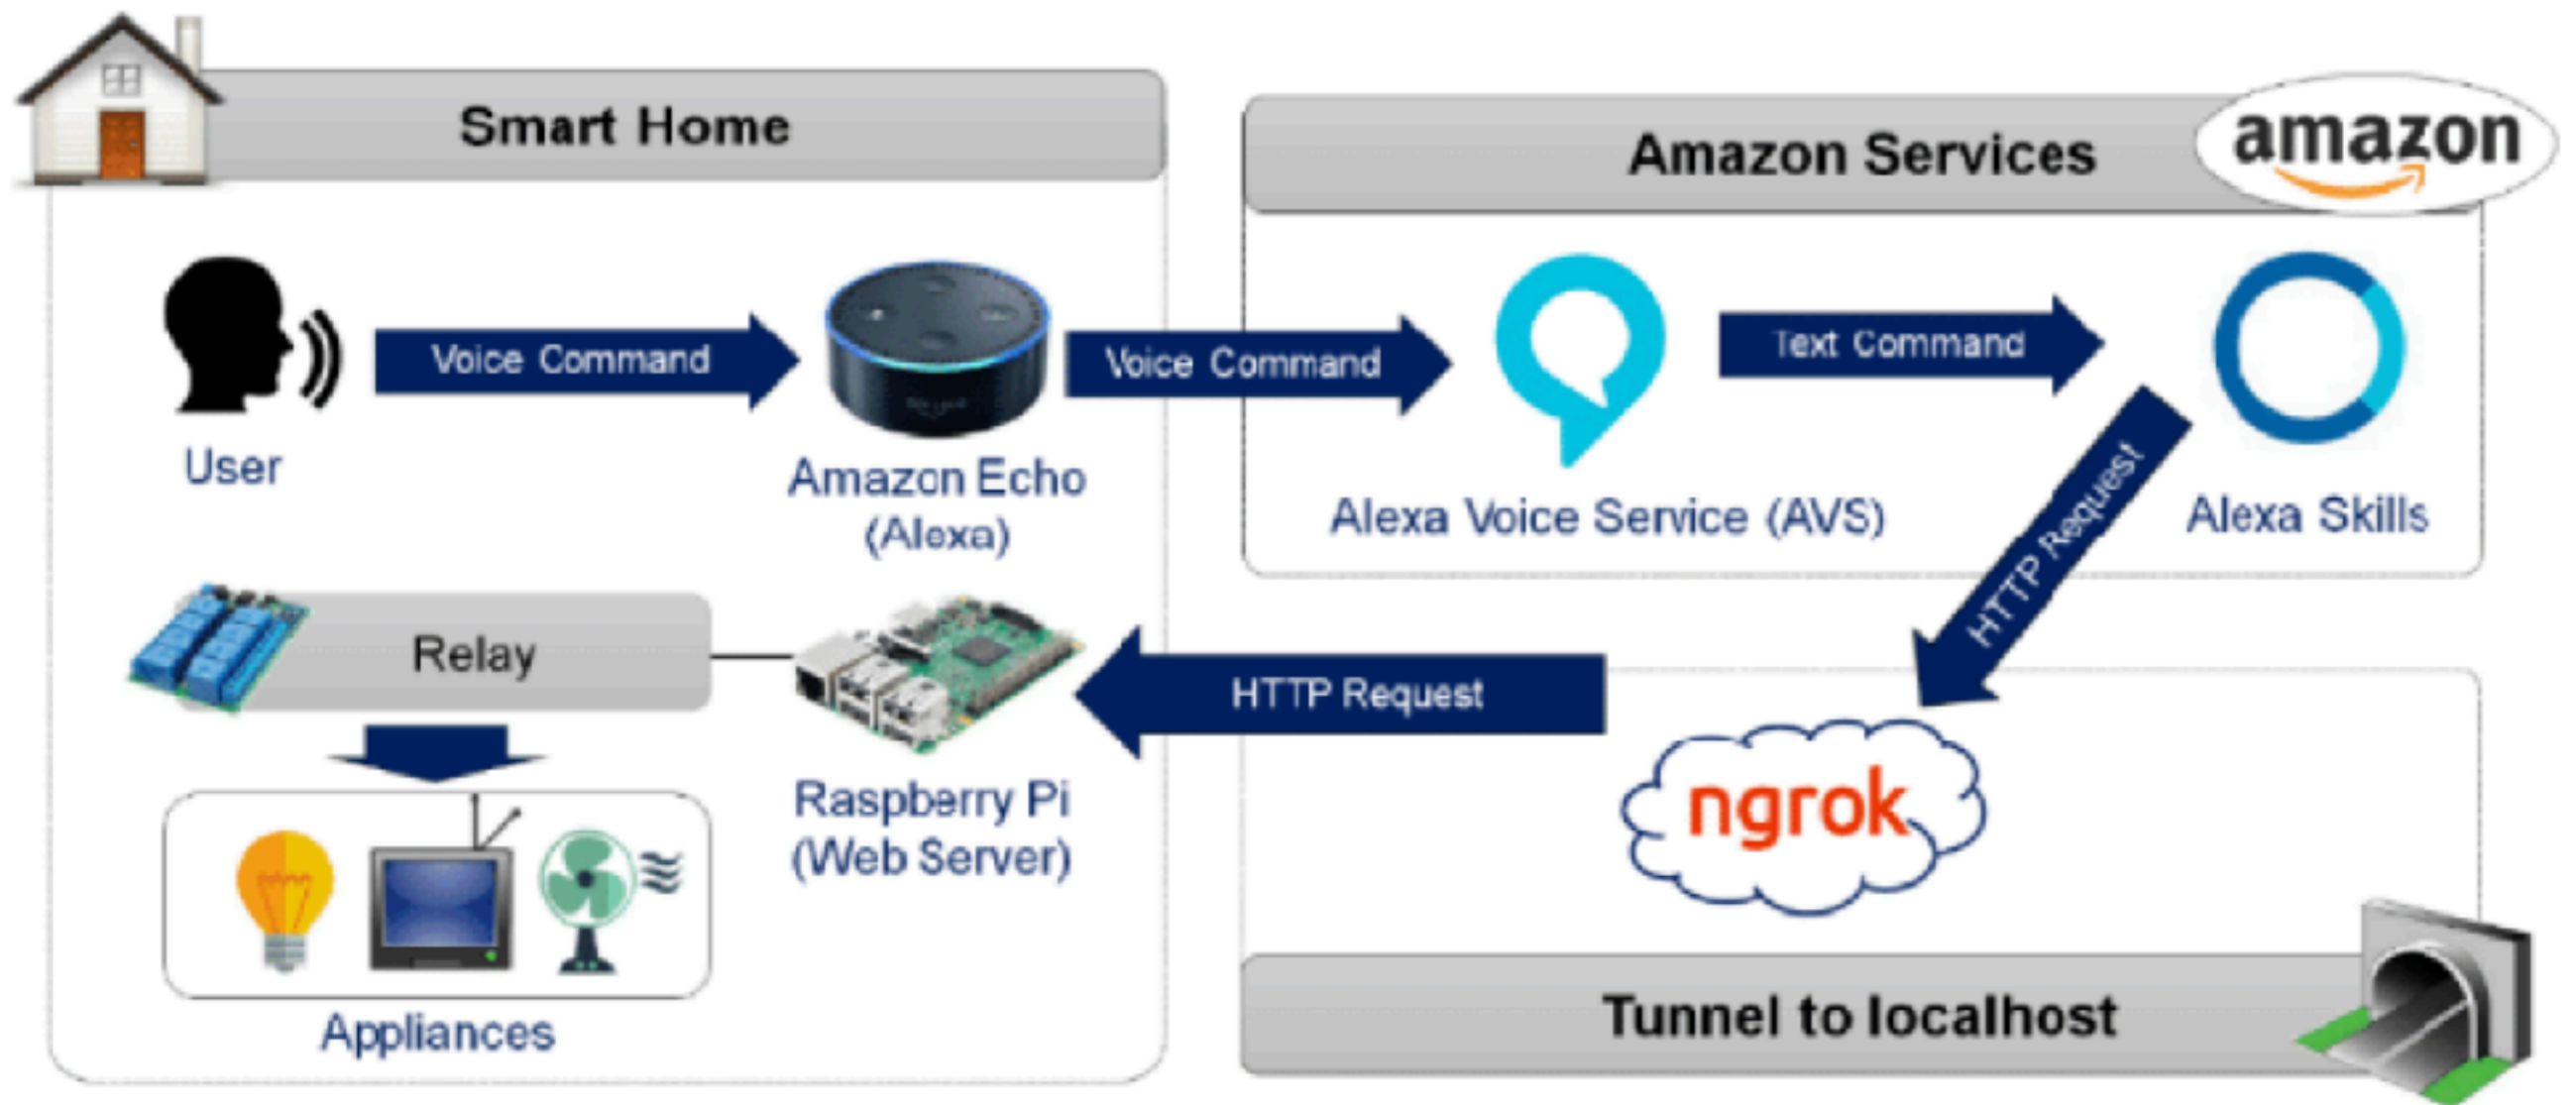 Smart Home
Amazon Services
amazon
Voice Command
Voice Command
Text Command
User
Amazon Echo
(Alexa)
Alexa Voice Service (AVS)
Alexa Skills
HTTP Request
Relay
HTTP Request
Raspberry Pi
(Web Server)
ngrok
Appliances
Tunnel to localhost